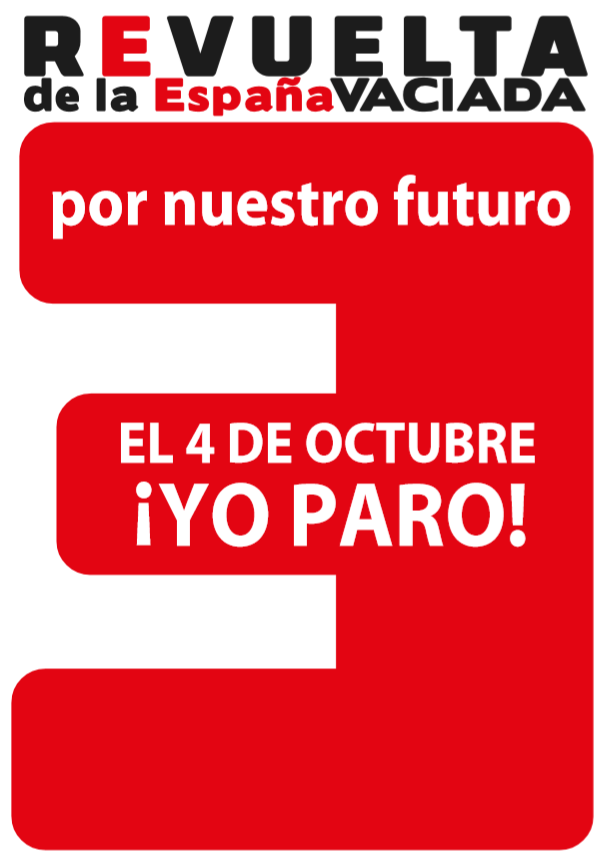 REVUELTA
de la EspañaVACIADA
por nuestro futuro
EL 4 DE OCTUBRE
¡YO PARO!